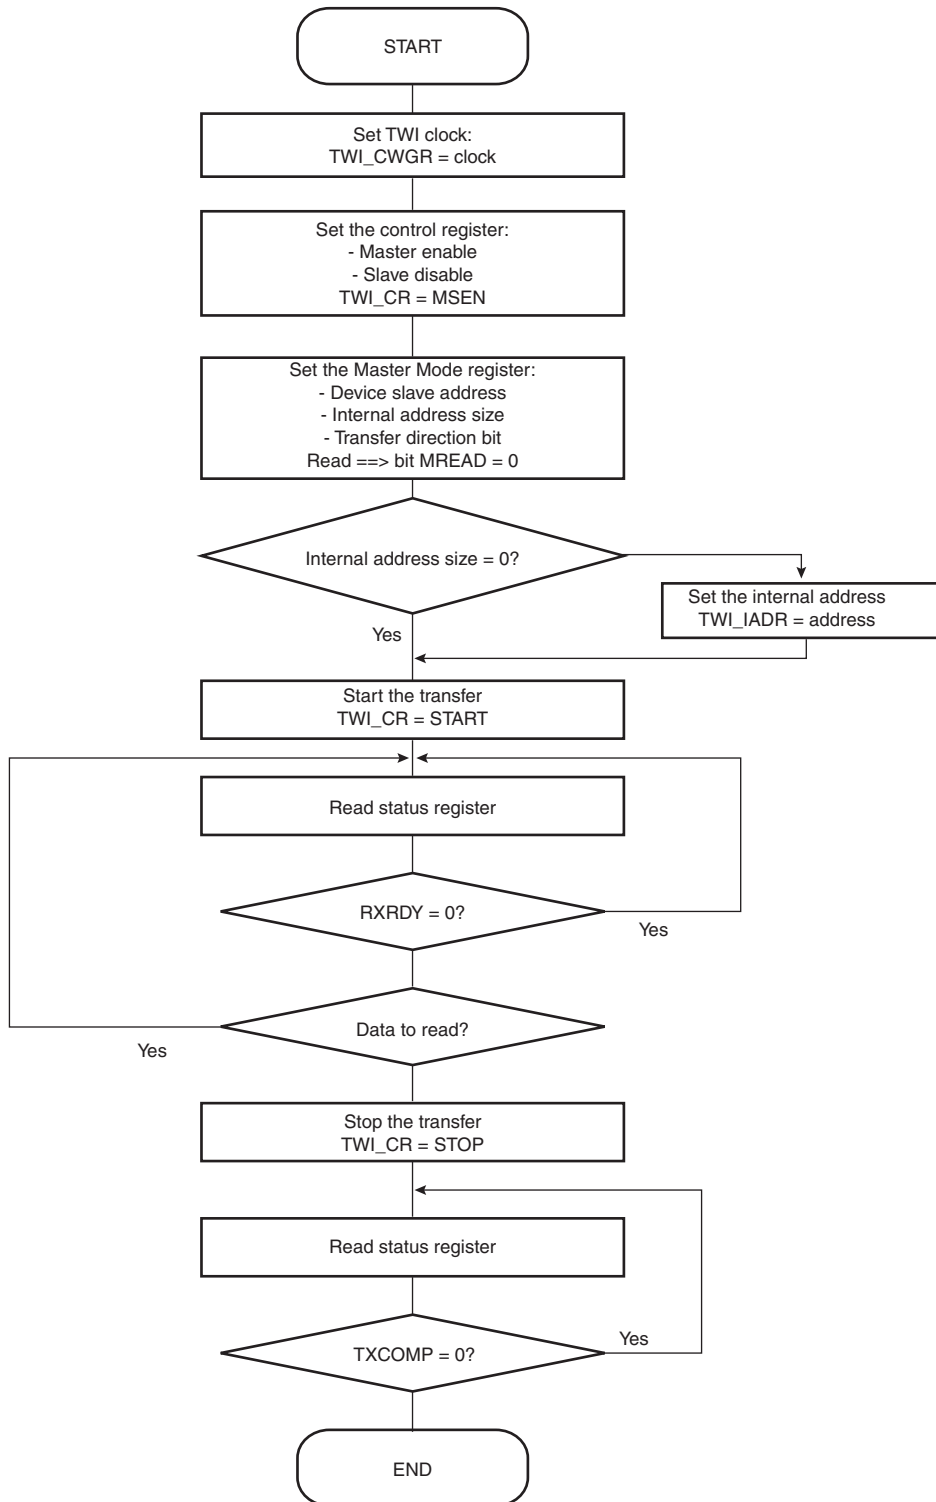 START
Set TWI clock:
TWI_CWGR = clock
Set the control register:
- Master enable
- Slave disable
TWI_CR = MSEN
Set the Master Mode register:
- Device slave address
- Internal address size
- Transfer direction bit
Read ==> bit MREAD = 0
Internal address size = 0?
Set the internal address
TWI_IADR = address
Yes
Start the transfer
TWI_CR = START
Read status register
RXRDY = 0?
Yes
Data to read?
Yes
Stop the transfer
TWI_CR = STOP
Read status register
TXCOMP = 0?
Yes
END